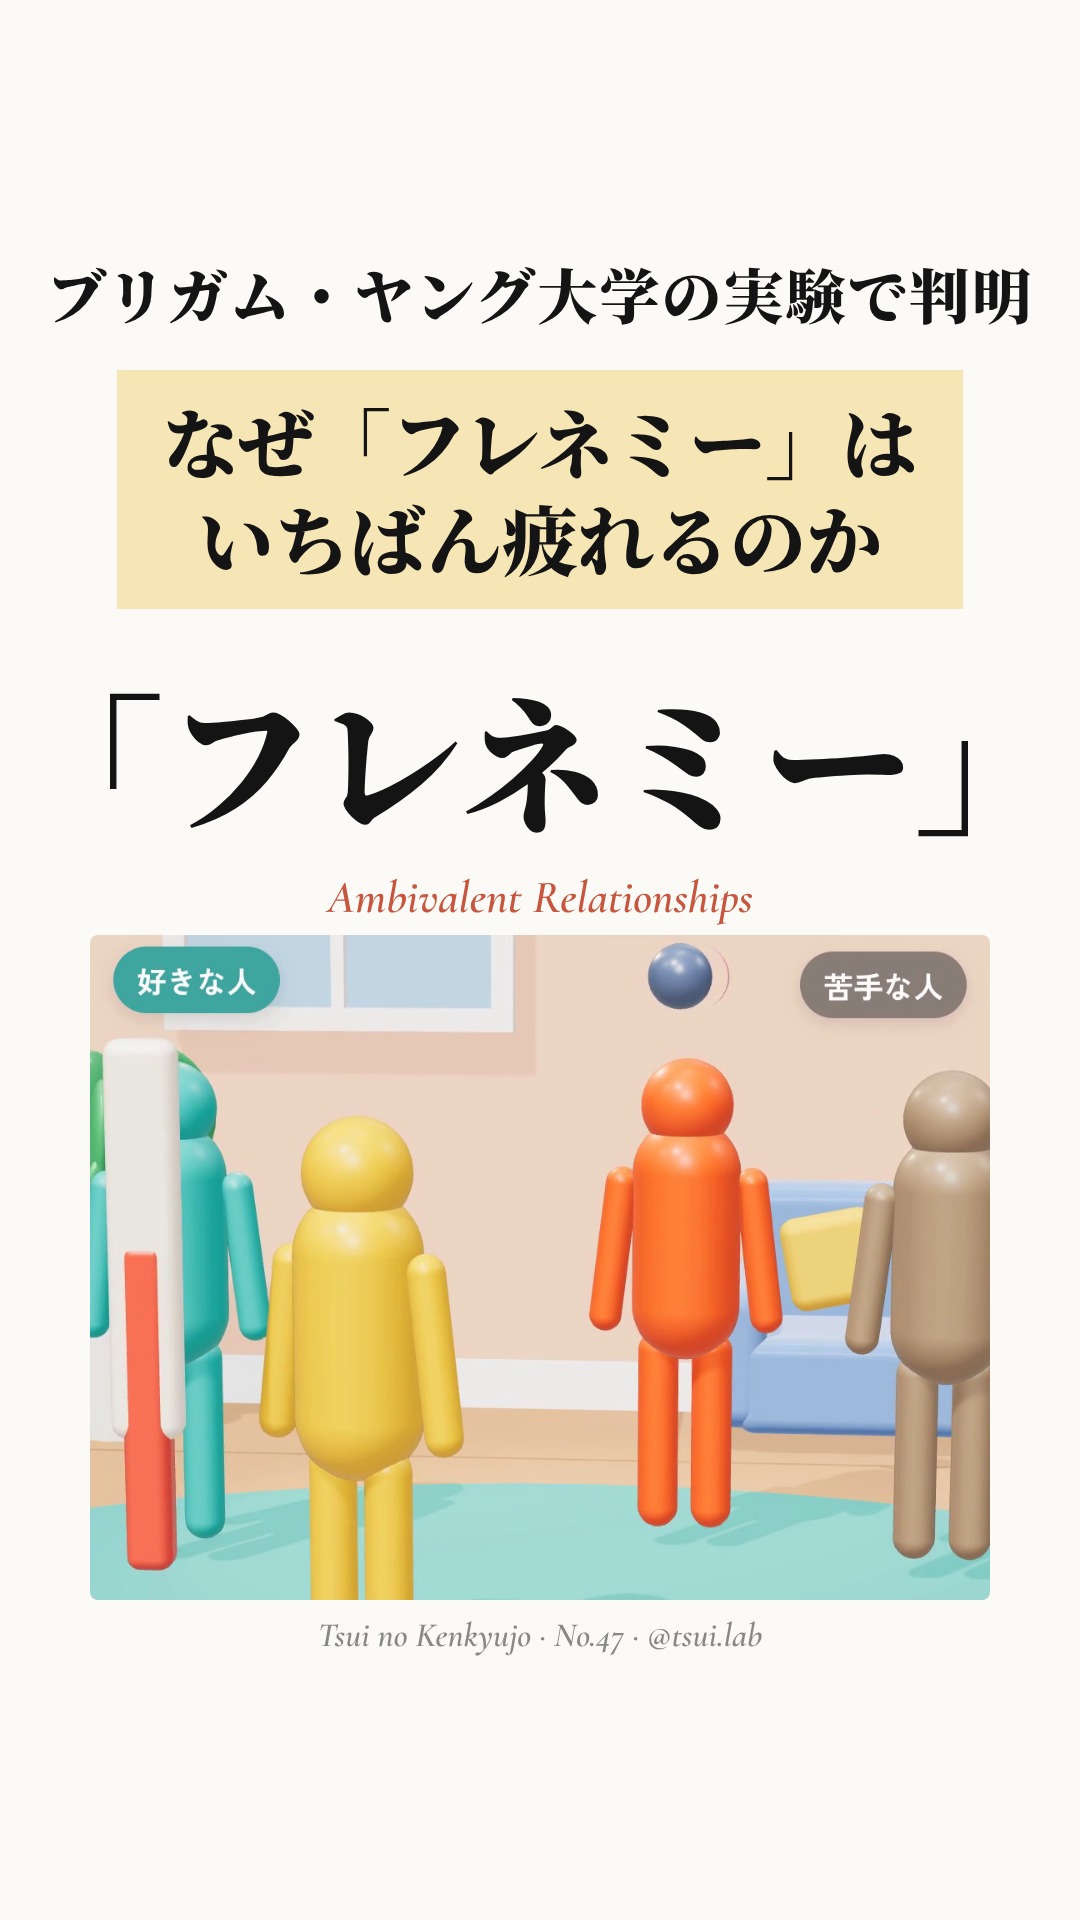 ブリガム・ヤング大学の実験で判明
なぜ「フレネミー」は
いちばん疲れるのか
「フレネミー」
Ambivalent Relationships
好きな人
苦手な人
Tsui no Kenkyujo · No.47 · @tsui.lab